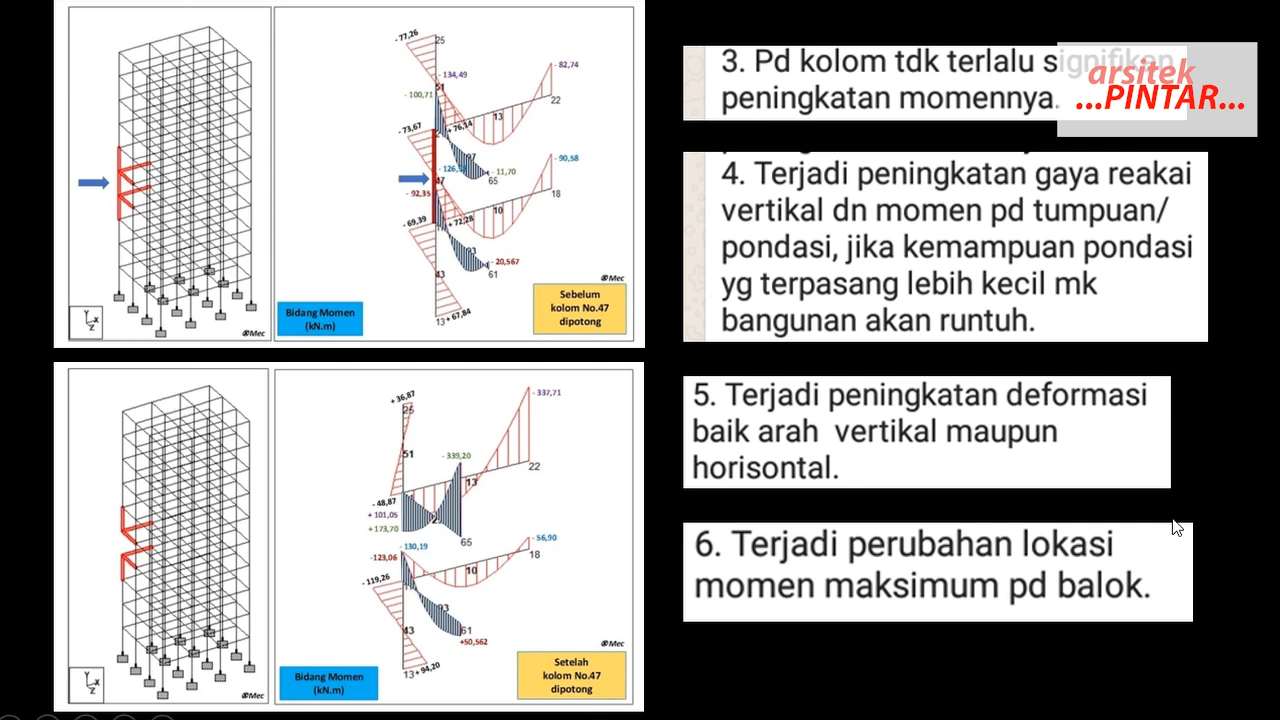 - 77,26
25
- 134,49
51
- 100,71
- 82,74
22
13
- 73,67
+ 76,14
- 11,70
65
- 90,58
47
- 92,35
18
10
- 69,39
+ 72,28
- 20,567
61
43
13 + 67,84
®Mec
Y
X
Z
®Mec
Bidang Momen
(kN.m)
Sebelum
kolom No.47
dipotong
+ 36,87
25
- 337,71
51
- 339,20
22
13
- 48,87
+ 101,05
+ 173,70
65
- 130,19
- 56,90
-123,06
18
10
- 119,26
93
61
+50,562
43
13 + 94,20
®Mec
Y
X
Z
®Mec
Bidang Momen
(kN.m)
Setelah
kolom No.47
dipotong
3. Pd kolom tdk terlalu signifikan
peningkatan momennya.
arsitek
...PINTAR...
4. Terjadi peningkatan gaya reakai
vertikal dn momen pd tumpuan/
pondasi, jika kemampuan pondasi
yg terpasang lebih kecil mk
bangunan akan runtuh.
5. Terjadi peningkatan deformasi
baik arah vertikal maupun
horisontal.
6. Terjadi perubahan lokasi
momen maksimum pd balok.